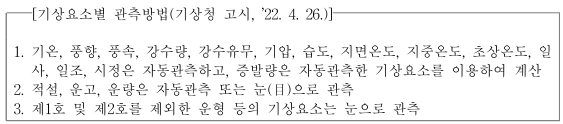 [기상요소별 관측방법(기상청 고시, '22. 4. 26.)]
1. 기온, 풍향, 풍속, 강수량, 강수유무, 기압, 습도, 지면온도, 지중온도, 초상온도, 일
사, 일조, 시정은 자동관측하고, 증발량은 자동관측한 기상요소를 이용하여 계산
2. 적설, 운고, 운량은 자동관측 또는 눈(目)으로 관측
3. 제1호 및 제2호를 제외한 운형 등의 기상요소는 눈으로 관측